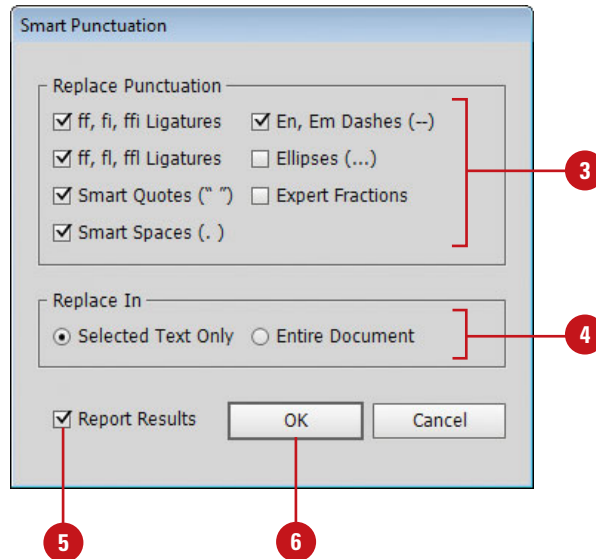 Smart Punctuation
Replace Punctuation
ff, fi, ffi Ligatures En, Em Dashes (--)
ff, fl, ffl Ligatures Ellipses (...)
3
Smart Quotes (“ ”) Expert Fractions
Smart Spaces (. )
Replace In
Selected Text Only Entire Document
4
Report Results OK Cancel
5 6